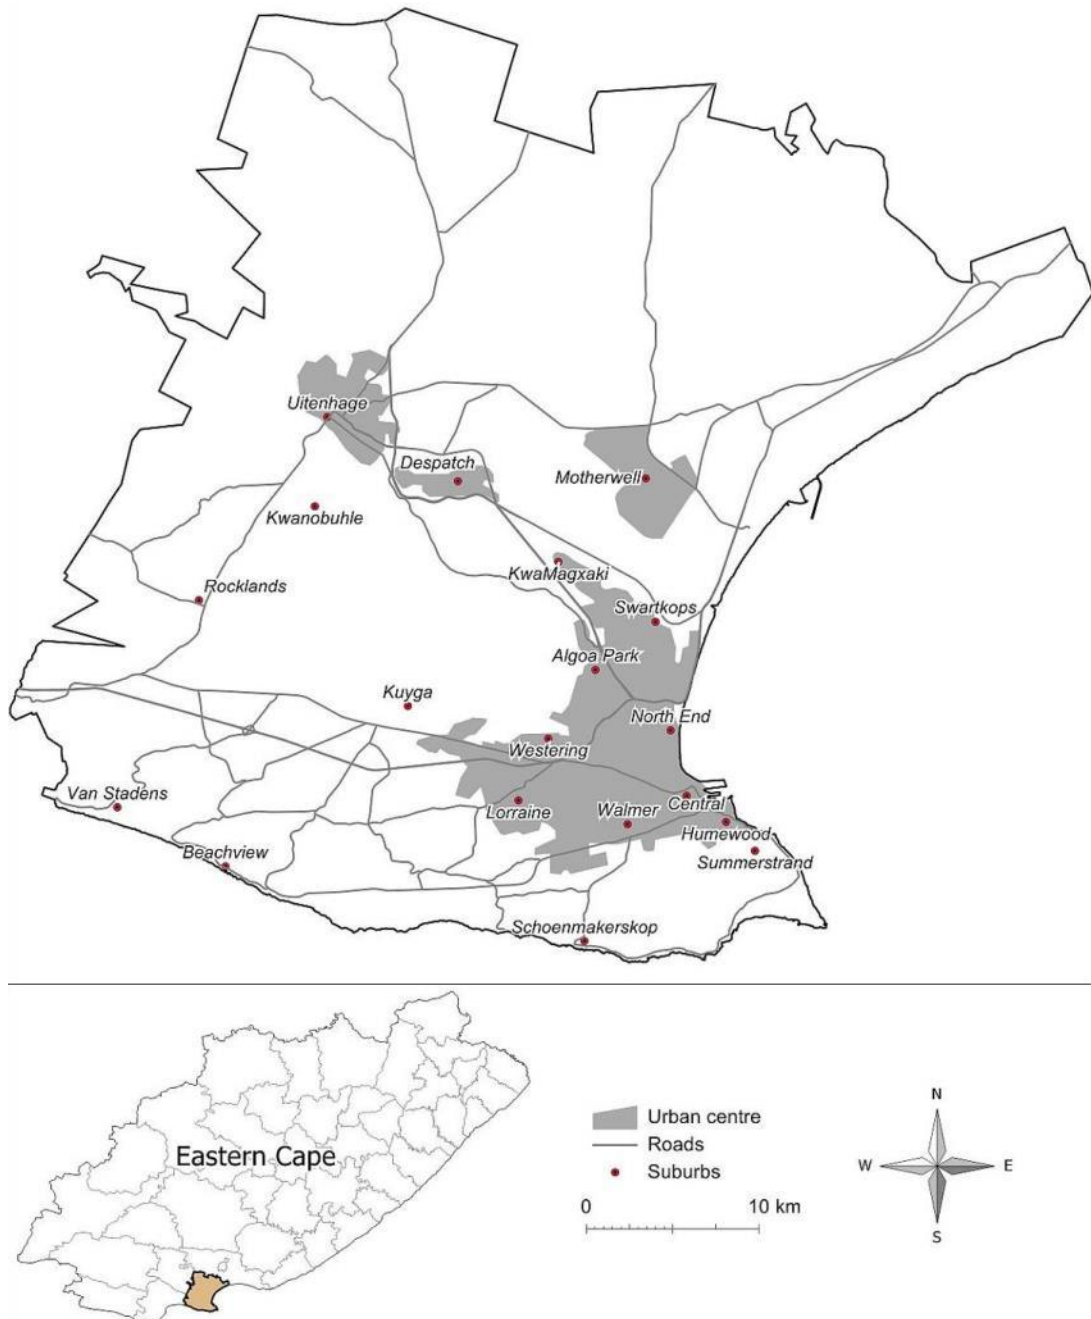 Uitenhage
Despatch
Motherwell
Kwanobuhle
KwaMagxaki
Rocklands
Swartkops
Algoa Park
Kuyga
North End
Westering
Van Stadens
Lorraine
Walmer
Central
Humewood
Beachview
Summerstrand
Schoenmakerskop
Eastern Cape
Urban centre
Roads
Suburbs
0 10 km
N
W E
S